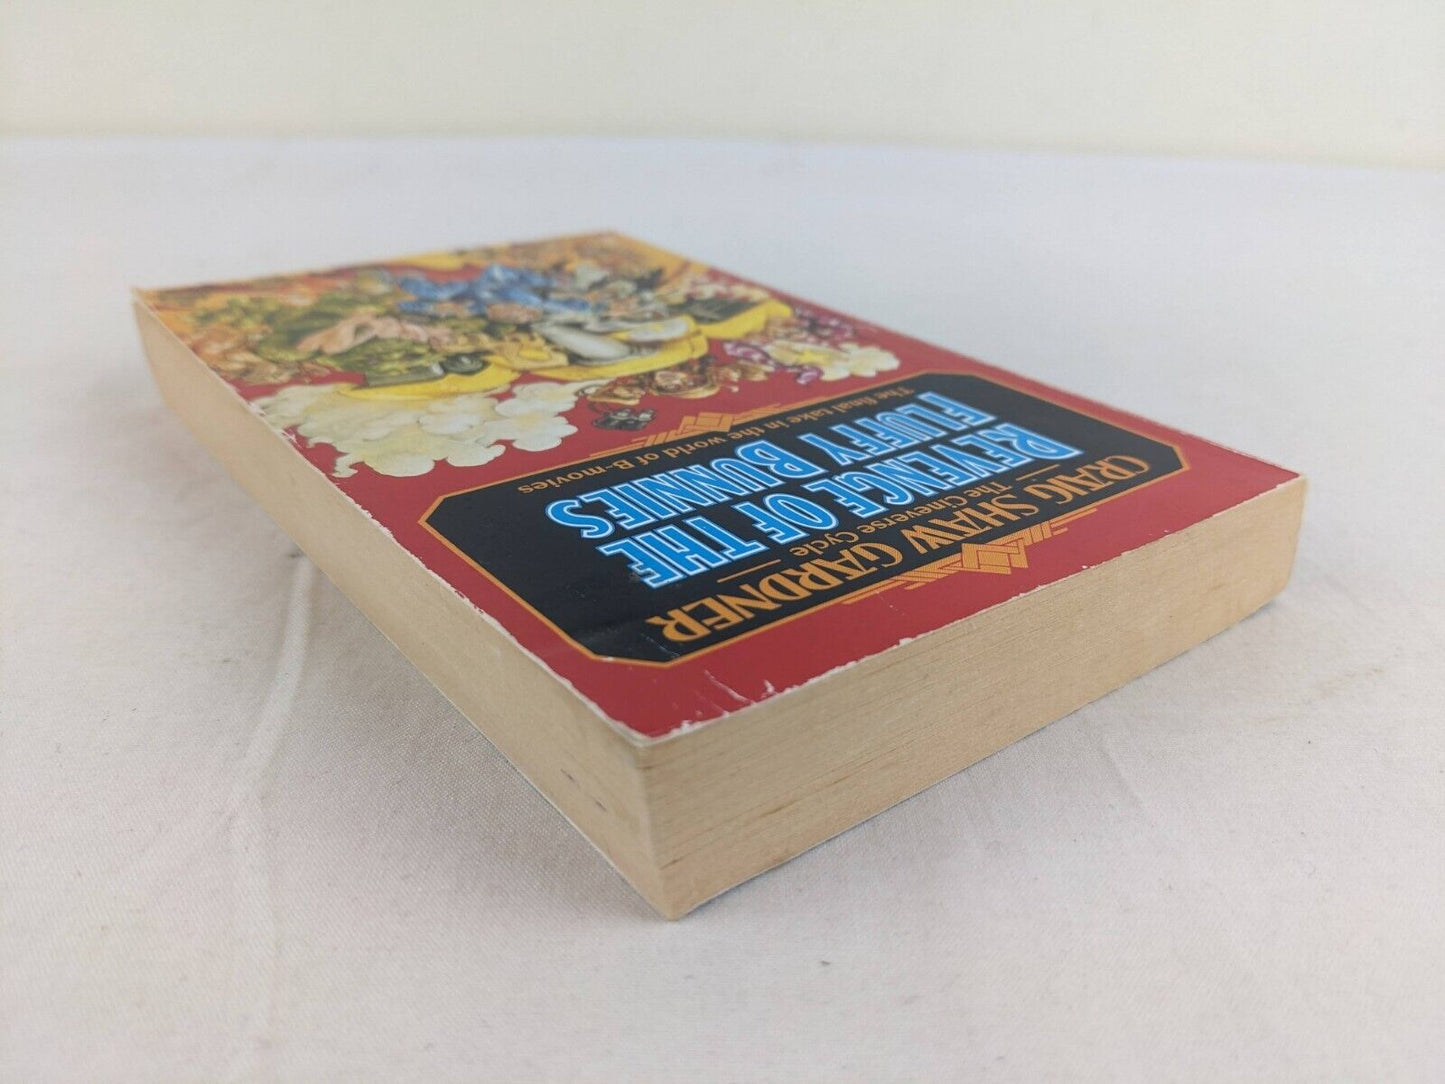 CRAIG SHAW GARDNER
The Cineverse Cycle
REVENGE OF THE
FLUFFY BUNNIES
The final take in the world of B-movies